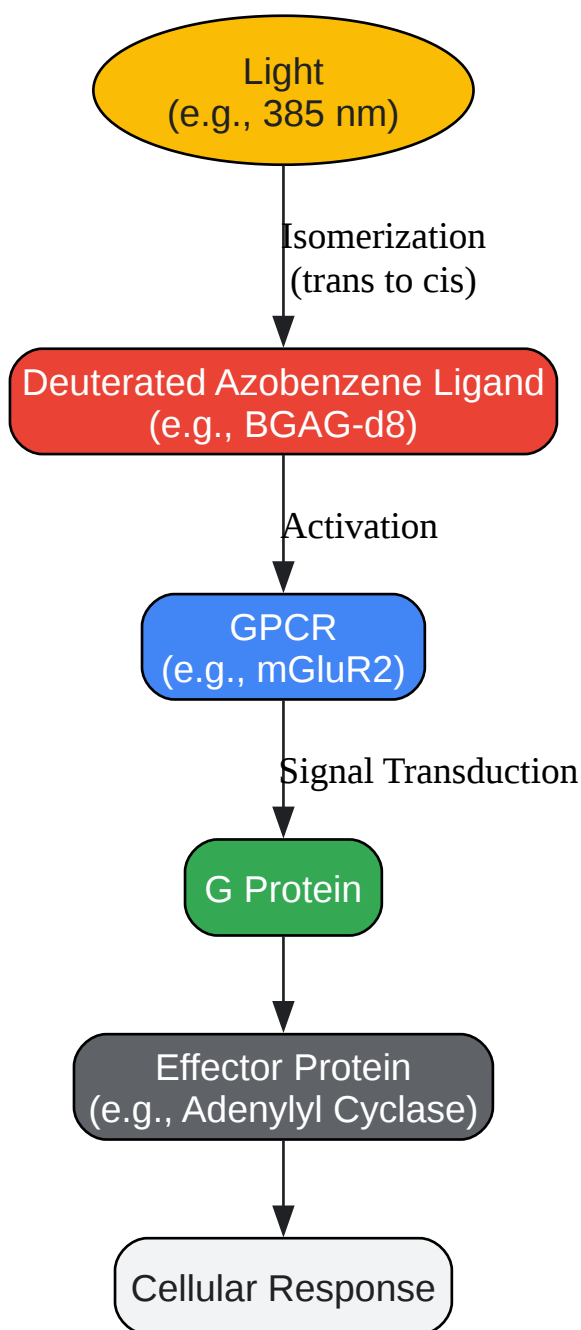 Light
(e.g., 385 nm)
Isomerization
(trans to cis)
Deuterated Azobenzene Ligand
(e.g., BGAG-d8)
Activation
GPCR
(e.g., mGluR2)
Signal Transduction
G Protein
Effector Protein
(e.g., Adenylyl Cyclase)
Cellular Response